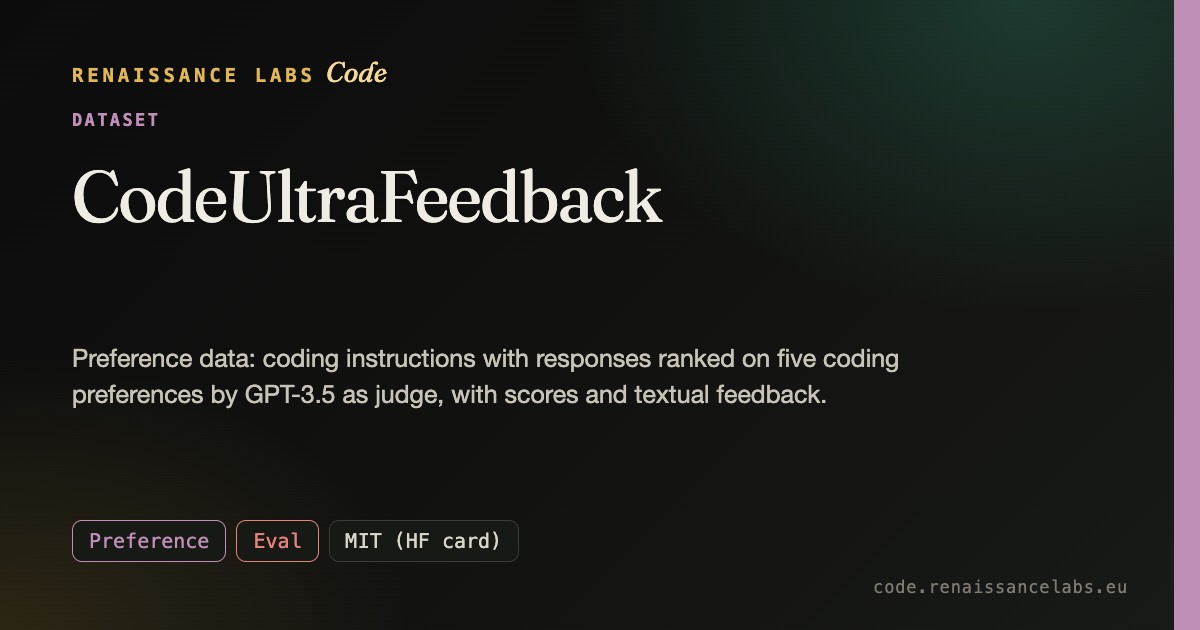 RENAISSANCE LABS Code
DATASET
CodeUltraFeedback
Preference data: coding instructions with responses ranked on five coding
preferences by GPT-3.5 as judge, with scores and textual feedback.
Preference Eval MIT (HF card)
code.renaissancelabs.eu